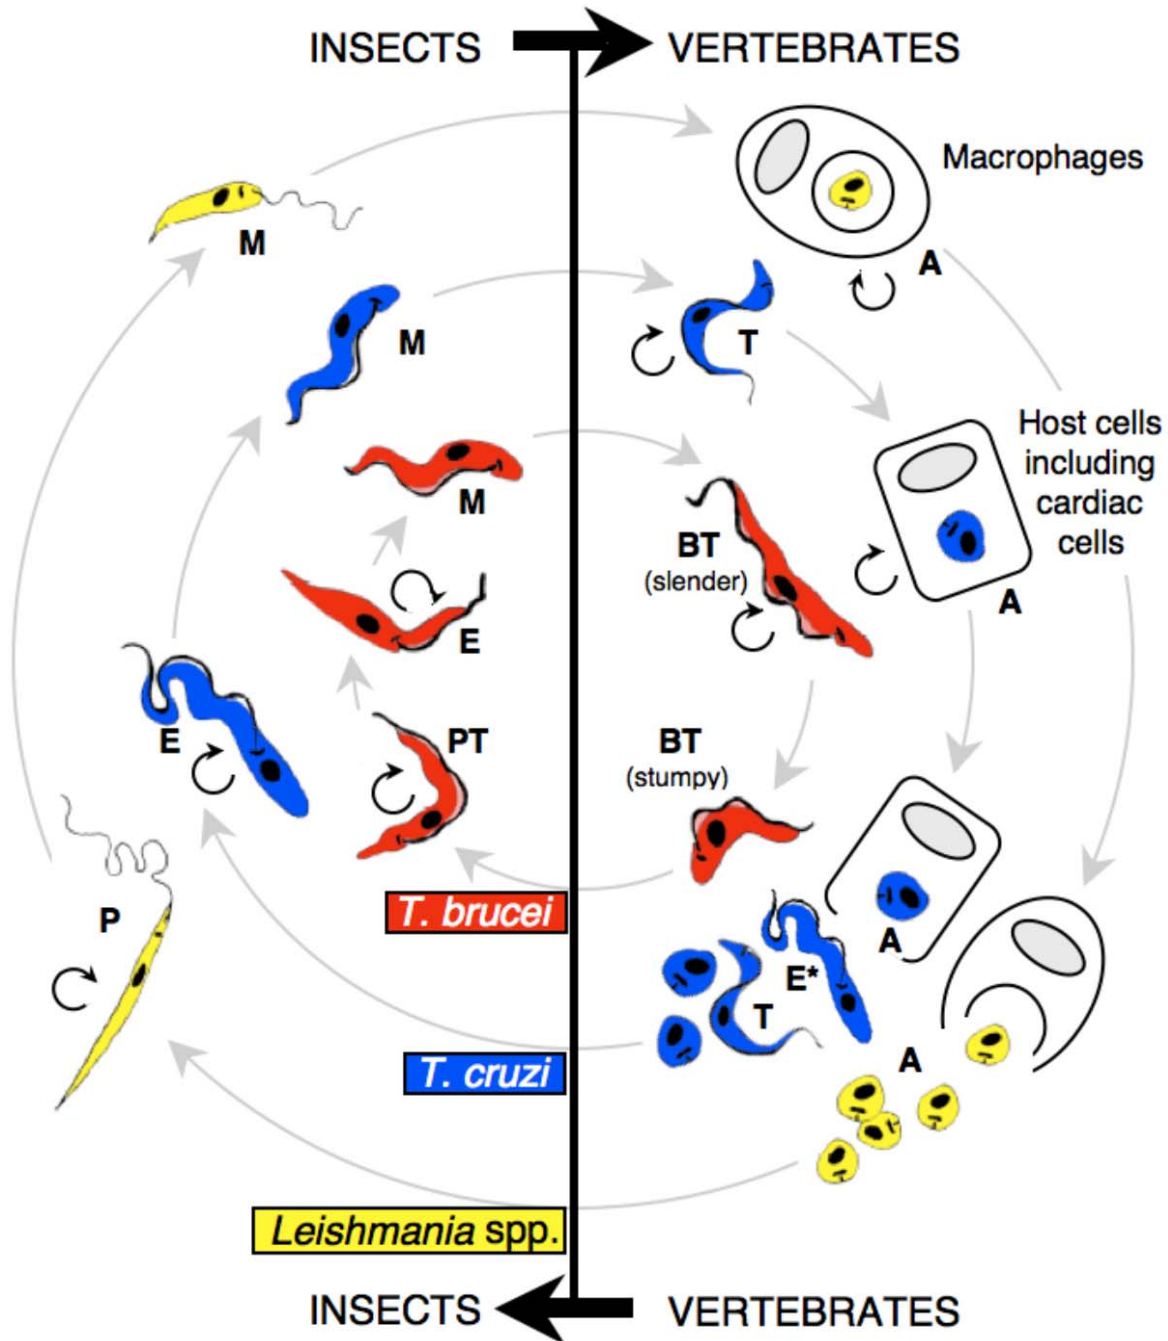 INSECTS
VERTEBRATES
Macrophages
M
A
M
T
Host cells
including
cardiac
cells
M
BT
(slender)
A
E
E
PT
BT
(stumpy)
P
T. brucei
A
E*
T
T. cruzi
A
Leishmania spp.
INSECTS
VERTEBRATES